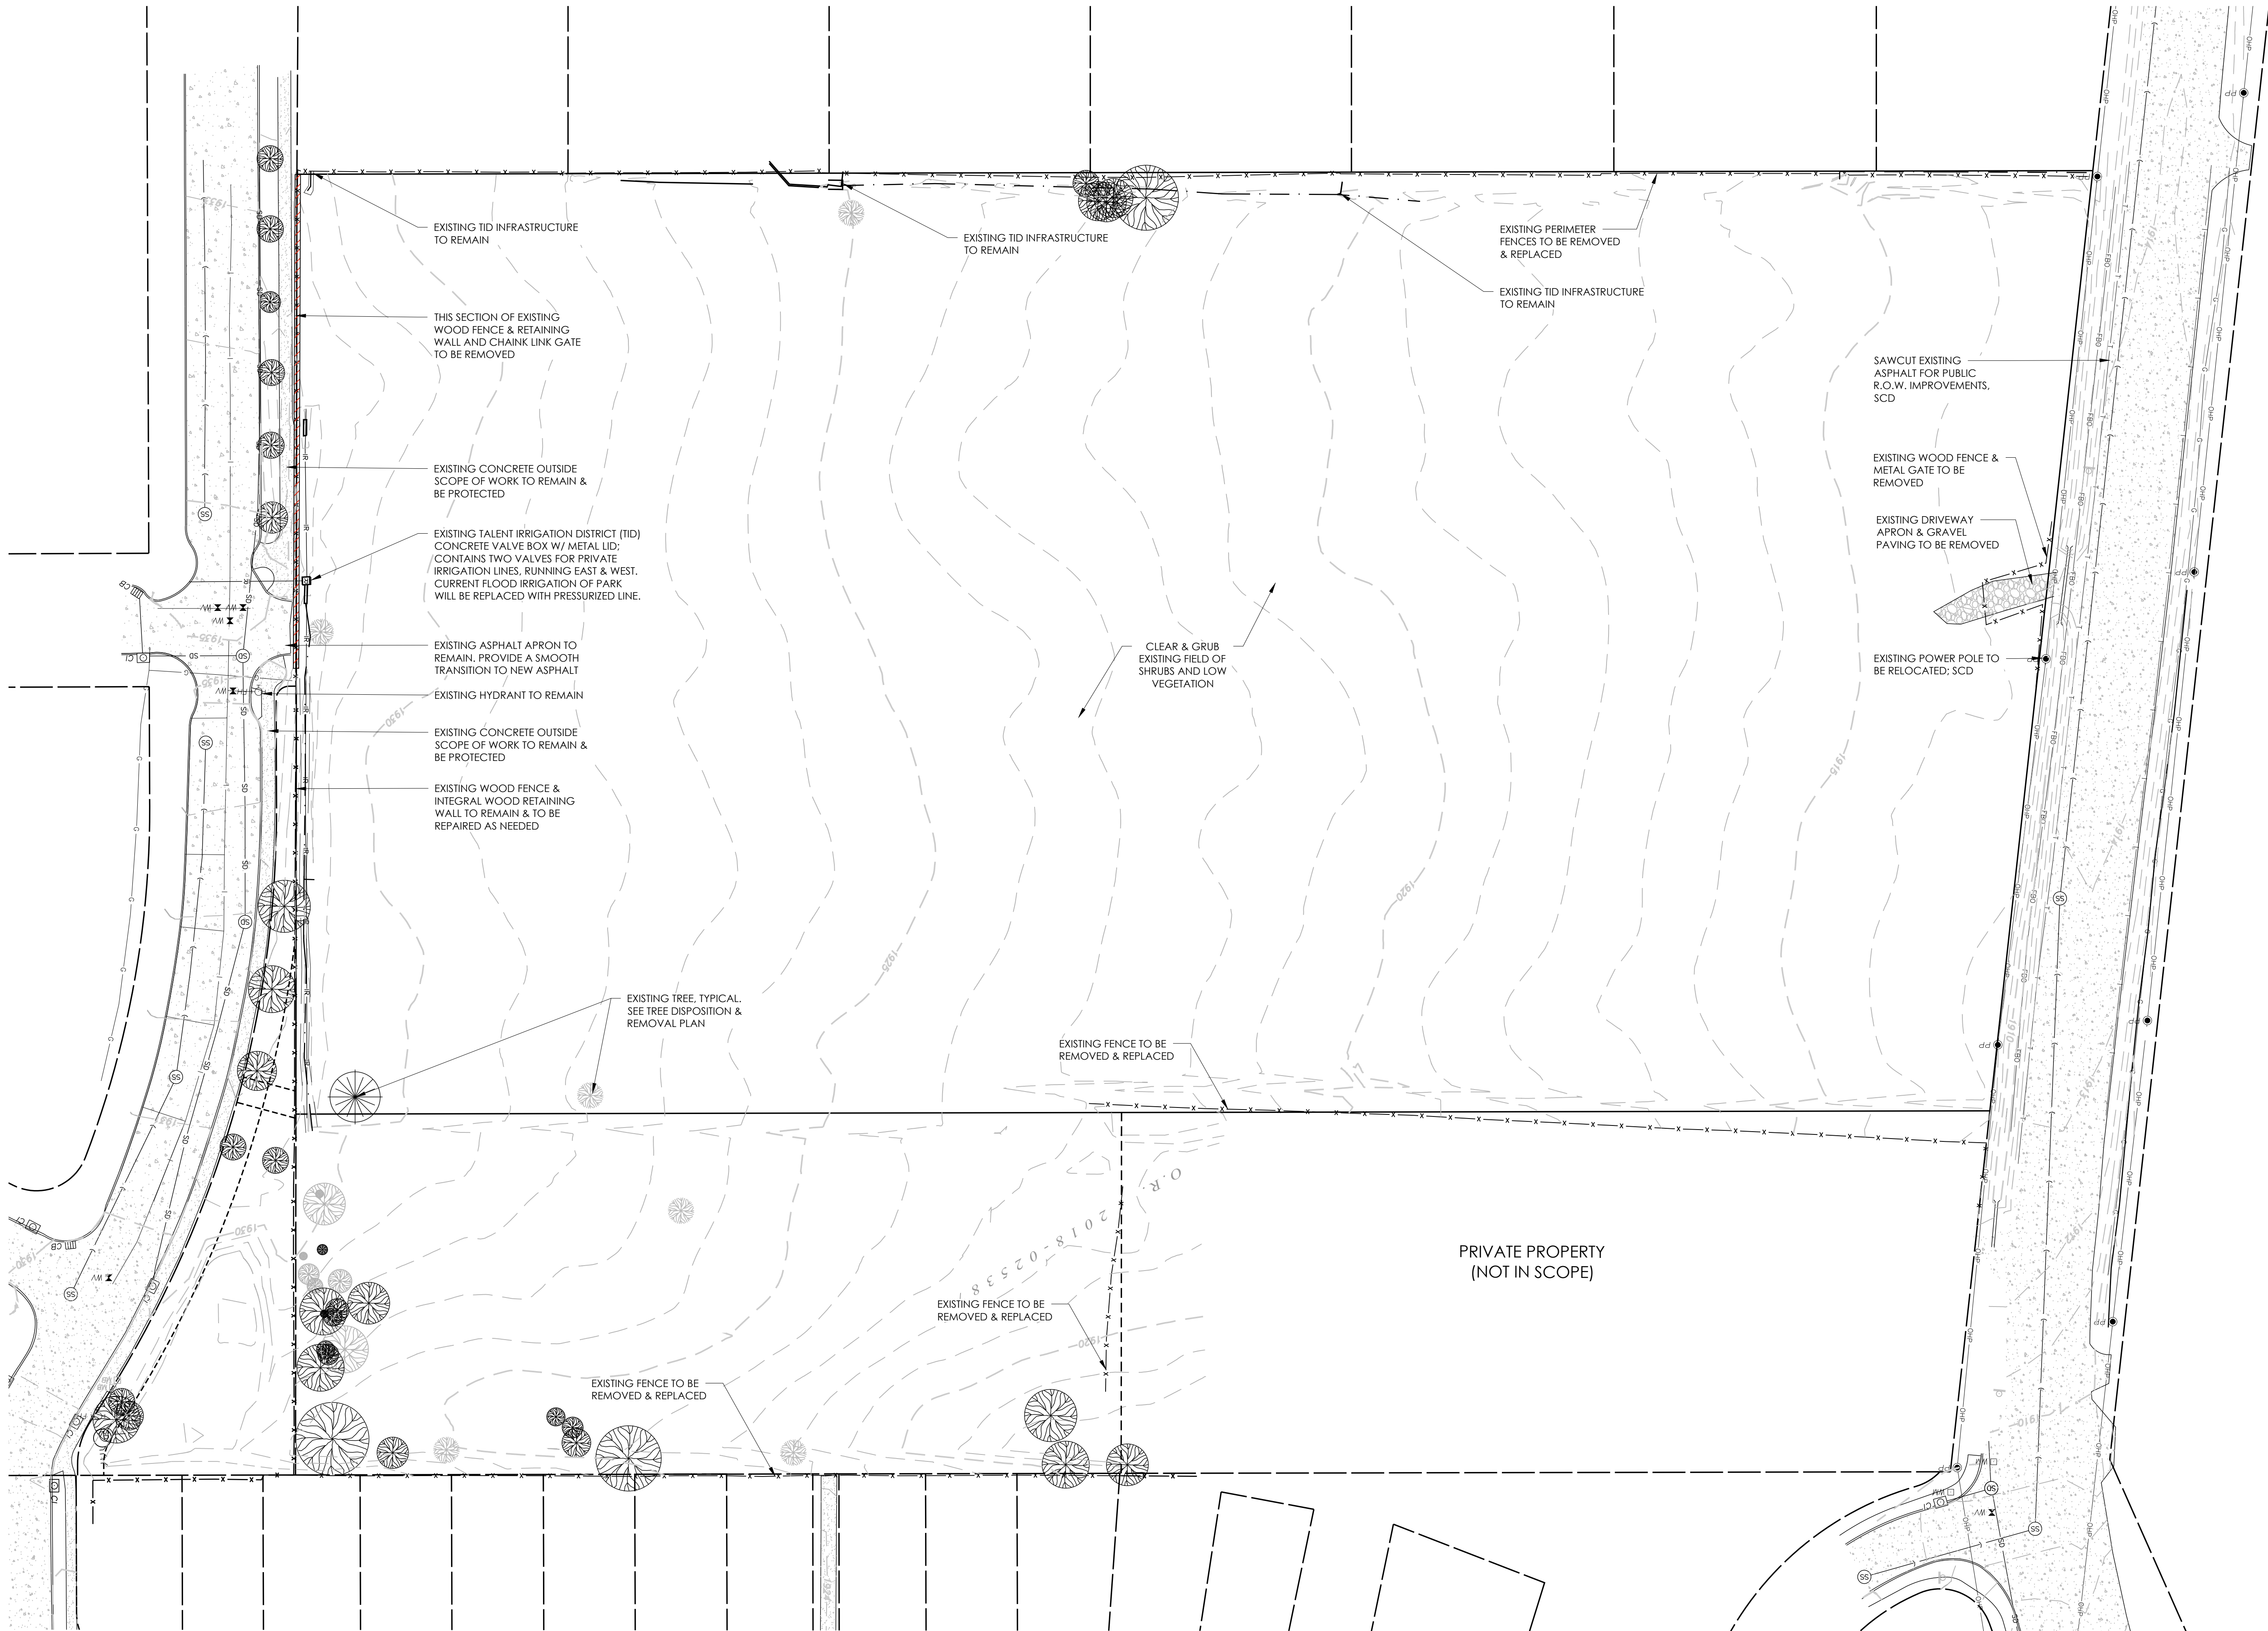 EXISTING TID INFRASTRUCTURE
TO REMAIN
EXISTING TID INFRASTRUCTURE
TO REMAIN
EXISTING PERIMETER
FENCES TO BE REMOVED
& REPLACED
EXISTING TID INFRASTRUCTURE
TO REMAIN
THIS SECTION OF EXISTING
WOOD FENCE & RETAINING
WALL AND CHAINK LINK GATE
TO BE REMOVED
SAWCUT EXISTING
ASPHALT FOR PUBLIC
R.O.W. IMPROVEMENTS,
SCD
EXISTING CONCRETE OUTSIDE
SCOPE OF WORK TO REMAIN &
BE PROTECTED
EXISTING WOOD FENCE &
METAL GATE TO BE
REMOVED
EXISTING TALENT IRRIGATION DISTRICT (TID)
CONCRETE VALVE BOX W/ METAL LID;
CONTAINS TWO VALVES FOR PRIVATE
IRRIGATION LINES, RUNNING EAST & WEST.
CURRENT FLOOD IRRIGATION OF PARK
WILL BE REPLACED WITH PRESSURIZED LINE.
EXISTING DRIVEWAY
APRON & GRAVEL
PAVING TO BE REMOVED
EXISTING ASPHALT APRON TO
REMAIN. PROVIDE A SMOOTH
TRANSITION TO NEW ASPHALT
CLEAR & GRUB
EXISTING FIELD OF
SHRUBS AND LOW
VEGETATION
EXISTING POWER POLE TO
BE RELOCATED; SCD
EXISTING HYDRANT TO REMAIN
EXISTING CONCRETE OUTSIDE
SCOPE OF WORK TO REMAIN &
BE PROTECTED
EXISTING WOOD FENCE &
INTEGRAL WOOD RETAINING
WALL TO REMAIN & TO BE
REPAIRED AS NEEDED
1930
1915
1920
1925
EXISTING TREE, TYPICAL.
SEE TREE DISPOSITION &
REMOVAL PLAN
EXISTING FENCE TO BE
REMOVED & REPLACED
O.R. 2018-02538
PRIVATE PROPERTY
(NOT IN SCOPE)
EXISTING FENCE TO BE
REMOVED & REPLACED
1920
EXISTING FENCE TO BE
REMOVED & REPLACED
1930
1910